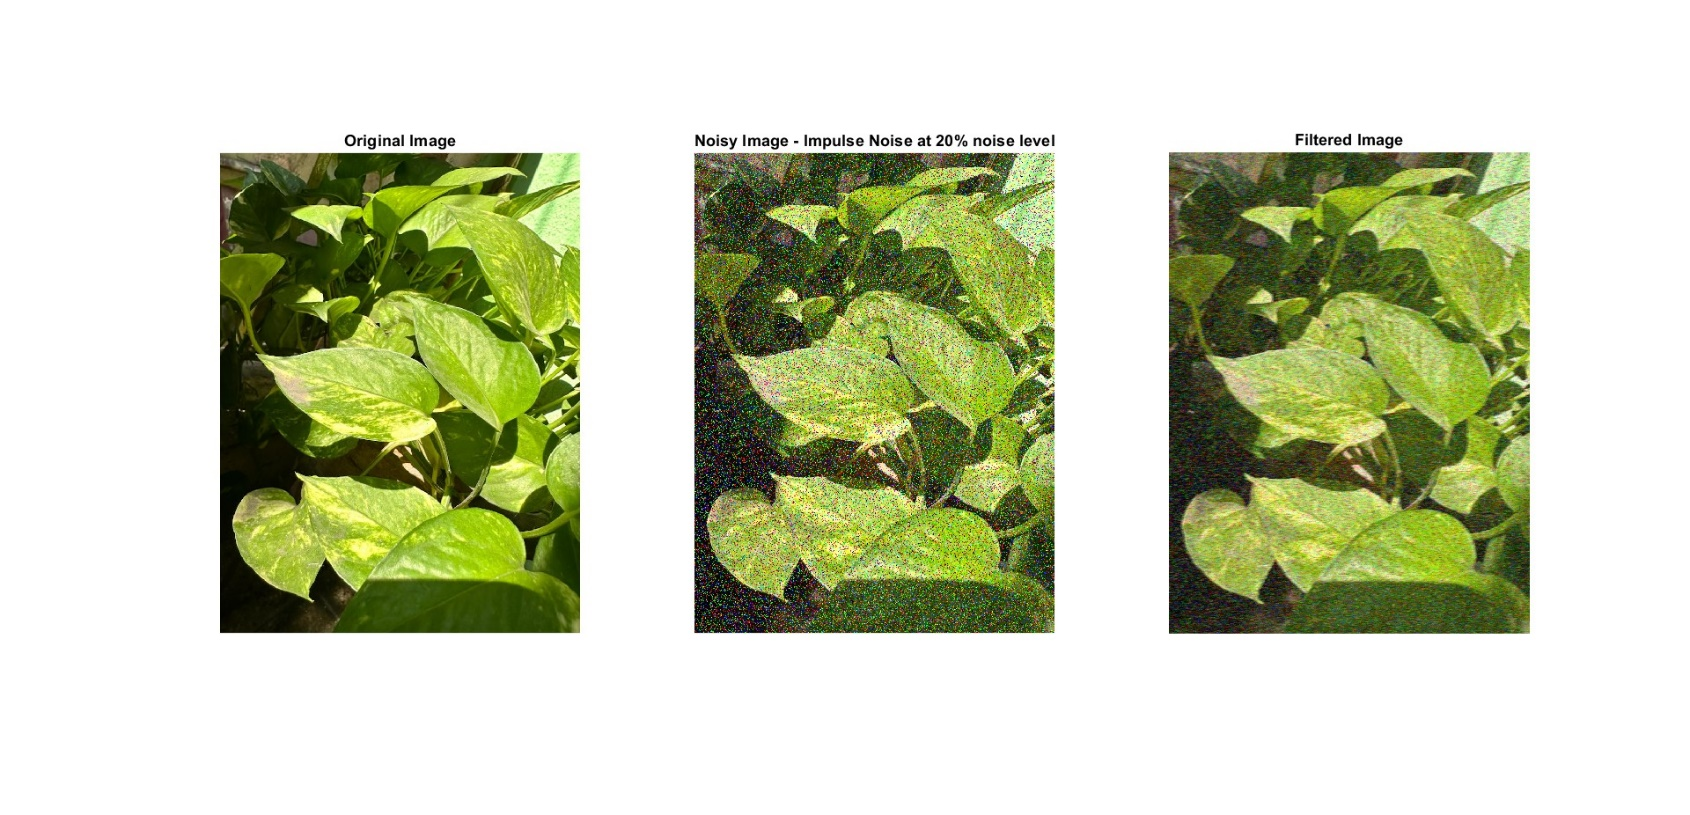 Original Image
Noisy Image - Impulse Noise at 20% noise level
Filtered Image